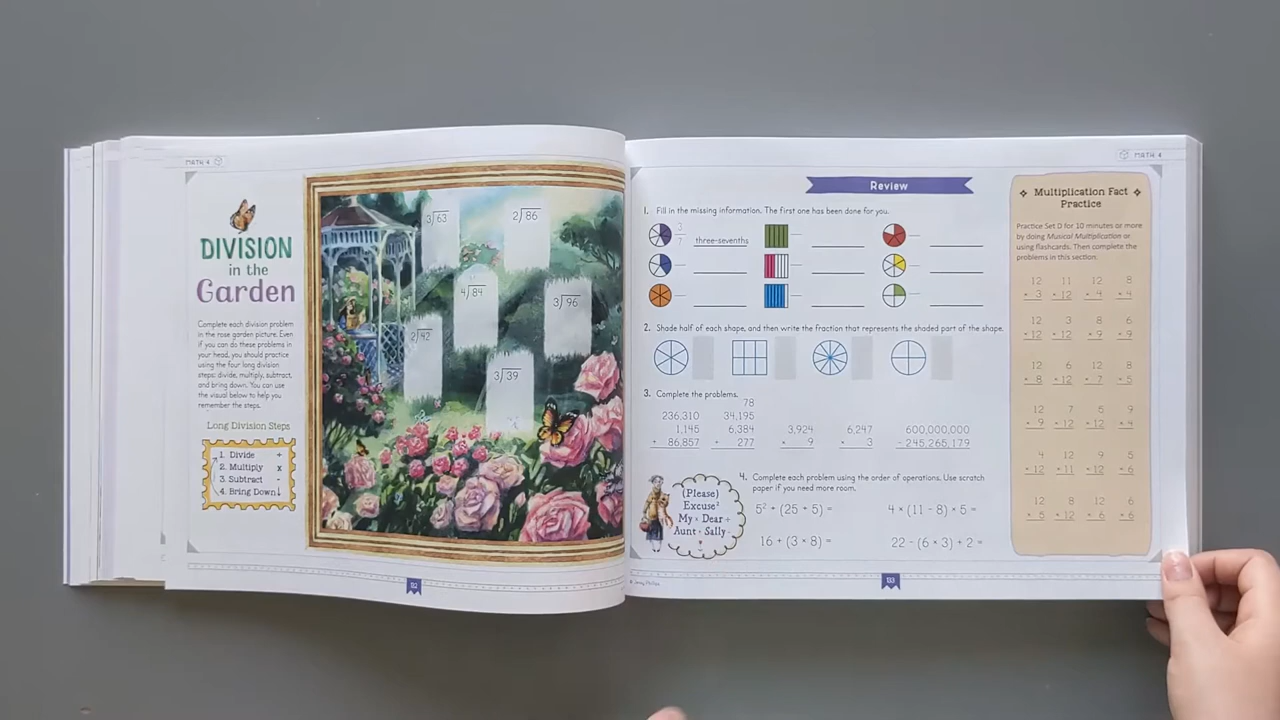 MATH 4
DIVISION
in the
Garden
Complete each division problem
in the rose garden picture. Even
if you can do these problems in
your head, you should practice
using the four long division
steps: divide, multiply, subtract,
and bring down. You can use
the visual below to help you
remember the steps.
Long Division Steps
1. Divide ÷
2. Multiply x
3. Subtract -
4. Bring Down↓
3)63
2)86
4)84
3)96
2)42
3)39
132
MATH 4
Review
1. Fill in the missing information. The first one has been done for you.
3
7
three-sevenths
2. Shade half of each shape, and then write the fraction that represents the shaded part of the shape.
3. Complete the problems.
236,310
1,145
+ 86,857
78
34,195
6,384
+ 277
3,924
× 9
6,247
× 3
600,000,000
- 245,265,179
(Please)
Excuse²
My × Dear ÷
Aunt + Sally -
4. Complete each problem using the order of operations. Use scratch
paper if you need more room.
5² + (25 ÷ 5) =
4 × (11 - 8) × 5 =
16 + (3 × 8) =
22 - (6 × 3) + 2 =
133
Multiplication Fact
Practice
Practice Set D for 10 minutes or more
by doing Musical Multiplication or
using flashcards. Then complete the
problems in this section.
12 11 12 8
× 3 × 12 × 4 × 4
12 3 8 6
× 12 × 12 × 9 × 9
12 6 12 8
× 8 × 12 × 7 × 5
12 7 5 9
× 9 × 12 × 12 × 4
4 12 9 5
× 12 × 11 × 12 × 6
12 8 12 6
× 5 × 12 × 6 × 6